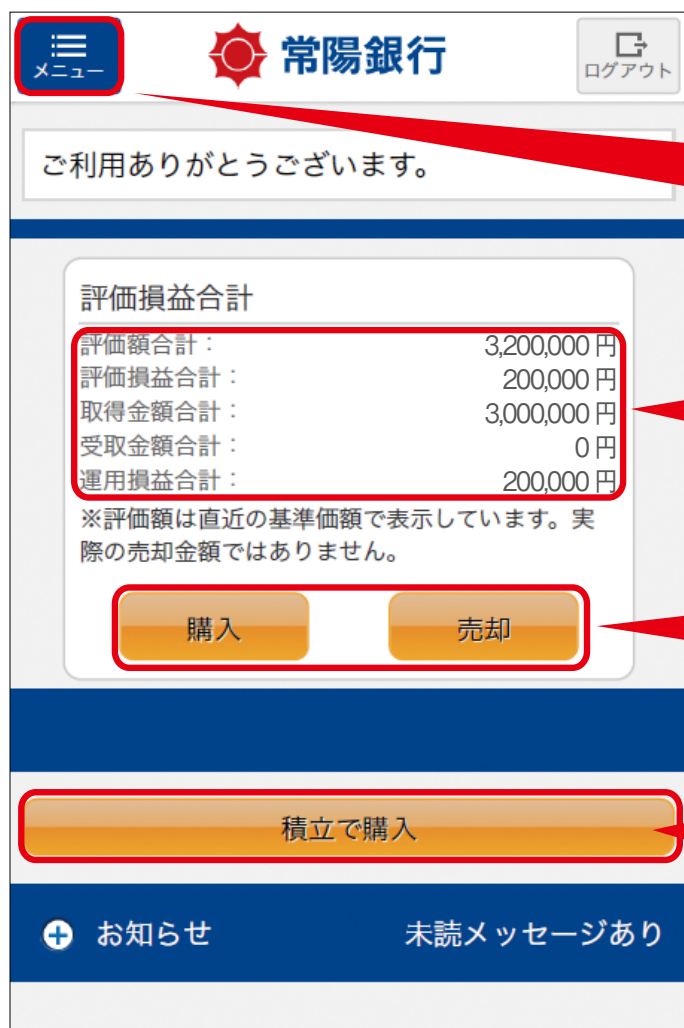 メニュー
常陽銀行
ログアウト
ご利用ありがとうございます。
評価損益合計
評価額合計： 3,200,000 円
評価損益合計： 200,000 円
取得金額合計： 3,000,000 円
受取金額合計： 0 円
運用損益合計： 200,000 円
※評価額は直近の基準価額で表示しています。実
際の売却金額ではありません。
購入 売却
積立で購入
お知らせ 未読メッセージあり